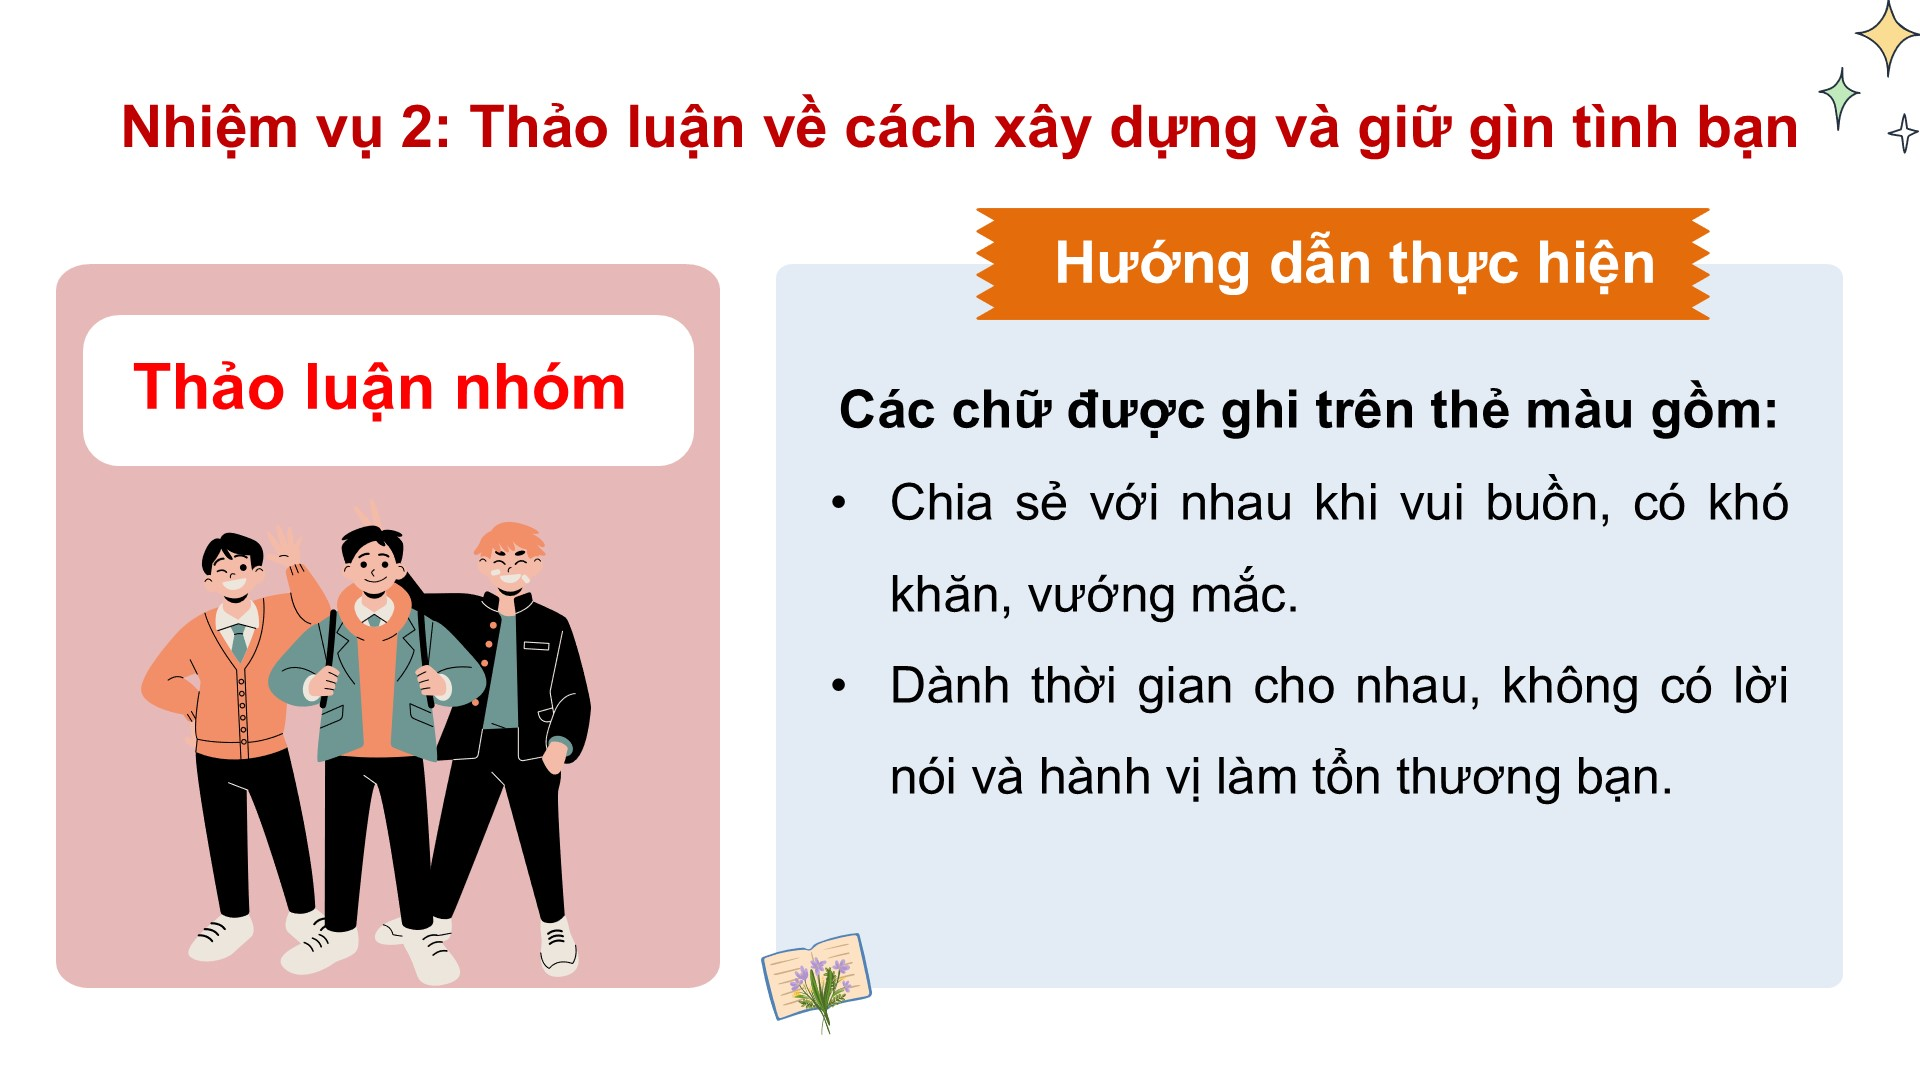 Nhiệm vụ 2: Thảo luận về cách xây dựng và giữ gìn tình bạn
Thảo luận nhóm
Hướng dẫn thực hiện
Các chữ được ghi trên thẻ màu gồm:
• Chia sẻ với nhau khi vui buồn, có khó
khăn, vướng mắc.
• Dành thời gian cho nhau, không có lời
nói và hành vị làm tổn thương bạn.